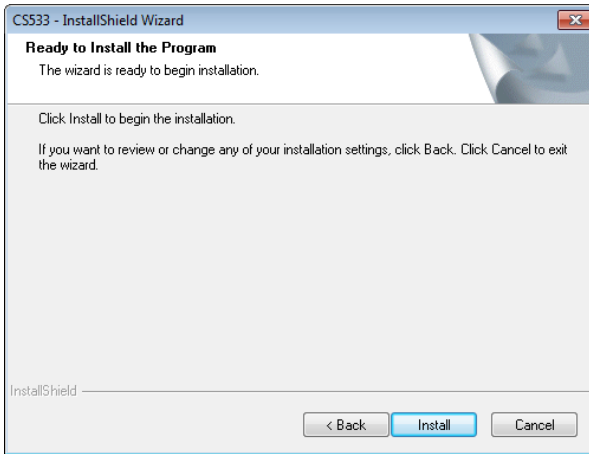 CS533 - InstallShield Wizard
Ready to Install the Program
The wizard is ready to begin installation.
Click Install to begin the installation.
If you want to review or change any of your installation settings, click Back. Click Cancel to exit
the wizard.
InstallShield
< Back Install Cancel